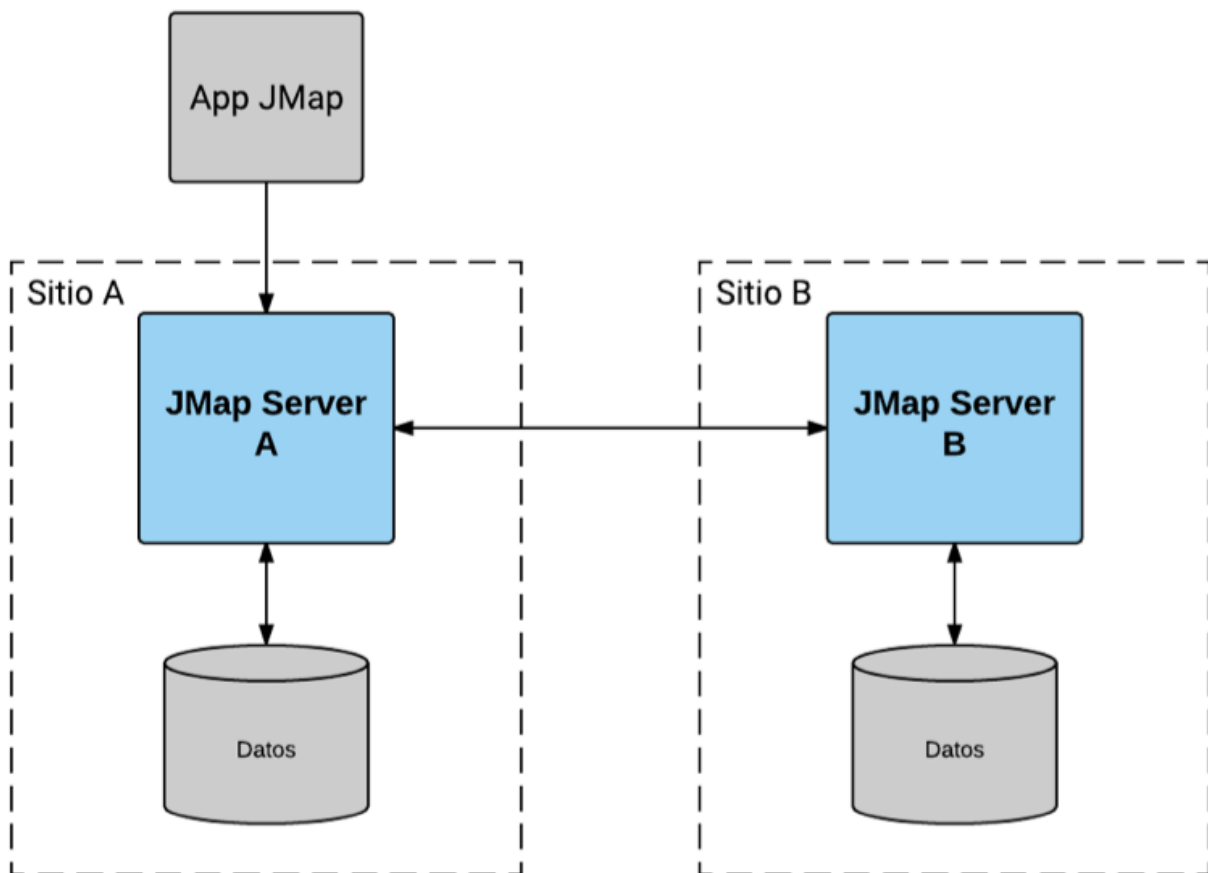 App JMap
Sitio A
Sitio B
JMap Server
A
JMap Server
B
Datos
Datos